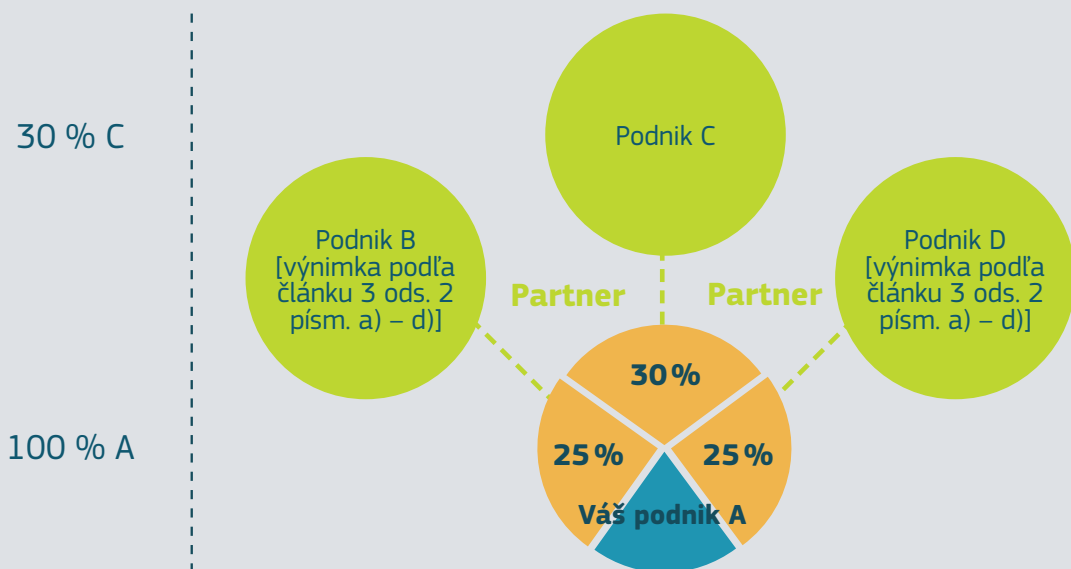 30 % C
Podnik C
Podnik B
[výnimka podľa
článku 3 ods. 2
písm. a) – d)]
Podnik D
[výnimka podľa
článku 3 ods. 2
písm. a) – d)]
Partner
Partner
30 %
100 % A
25 %
25 %
Váš podnik A